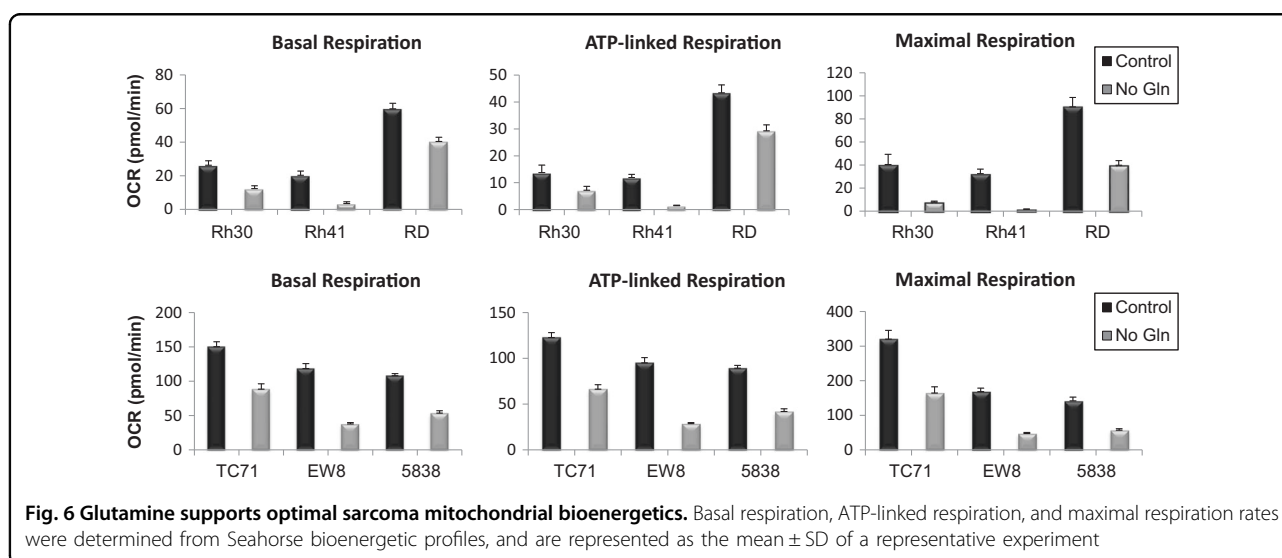 Basal Respiration
ATP-linked Respiration
Maximal Respiration
Control
No Gln
OCR (pmol/min)
80
60
40
20
0
Rh30 Rh41 RD
50
40
30
20
10
0
Rh30 Rh41 RD
120
100
80
60
40
20
0
Rh30 Rh41 RD
Basal Respiration
ATP-linked Respiration
Maximal Respiration
Control
No Gln
OCR (pmol/min)
200
150
100
50
0
TC71 EW8 5838
150
100
50
0
TC71 EW8 5838
400
300
200
100
0
TC71 EW8 5838
Fig. 6 Glutamine supports optimal sarcoma mitochondrial bioenergetics. Basal respiration, ATP-linked respiration, and maximal respiration rates
were determined from Seahorse bioenergetic profiles, and are represented as the mean ± SD of a representative experiment